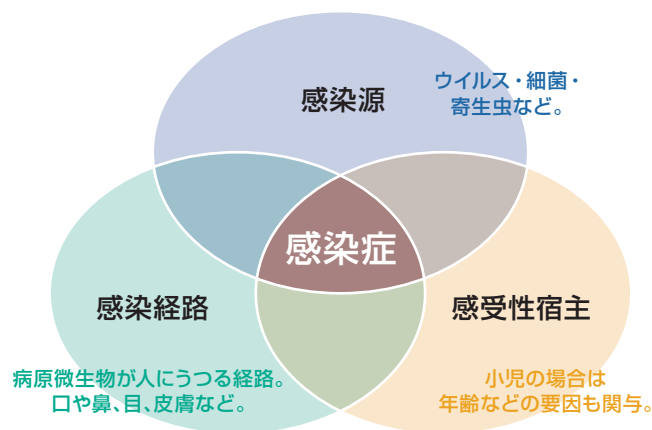 感染源
ウイルス・細菌・
寄生虫など。
感染症
感染経路
感受性宿主
病原微生物が人にうつる経路。
口や鼻、目、皮膚など。
小児の場合は
年齢などの要因も関与。